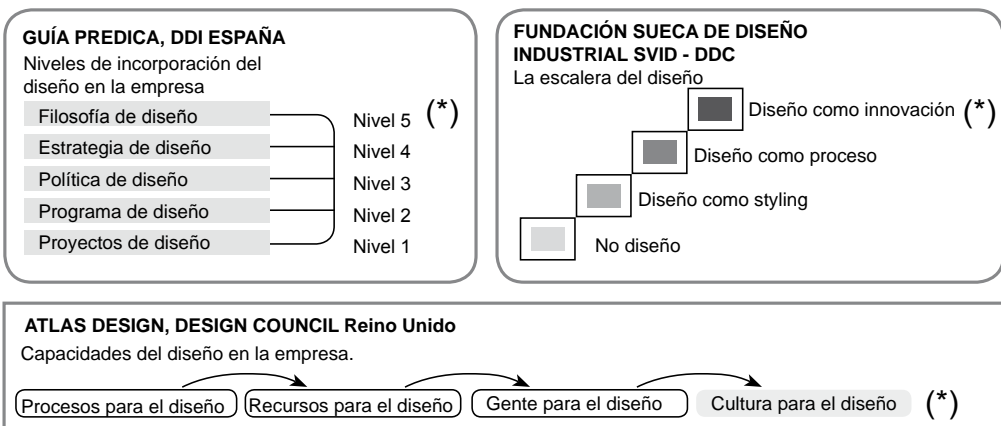 GUÍA PREDICA, DDI ESPAÑA
Niveles de incorporación del
diseño en la empresa
Filosofía de diseño Nivel 5 (*)
Estrategia de diseño Nivel 4
Política de diseño Nivel 3
Programa de diseño Nivel 2
Proyectos de diseño Nivel 1
FUNDACIÓN SUECA DE DISEÑO
INDUSTRIAL SVID - DDC
La escalera del diseño
Diseño como innovación (*)
Diseño como proceso
Diseño como styling
No diseño
ATLAS DESIGN, DESIGN COUNCIL Reino Unido
Capacidades del diseño en la empresa.
Procesos para el diseño Recursos para el diseño Gente para el diseño Cultura para el diseño (*)